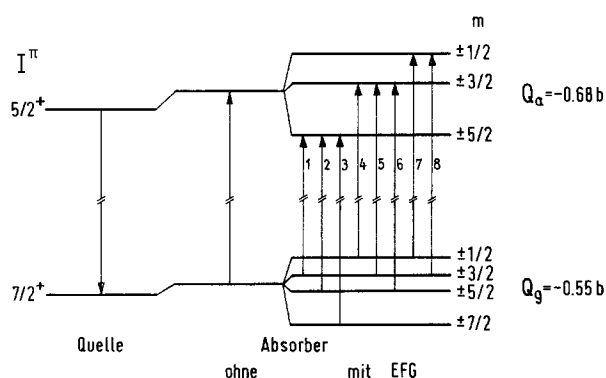 m
I^π
±1/2
±3/2
Q_a=-0.68 b
5/2+
±5/2
1 2 3 4 5 6 7 8
±1/2
±3/2
±5/2
Q_g=-0.55 b
7/2+
±7/2
Quelle Absorber
ohne mit EFG